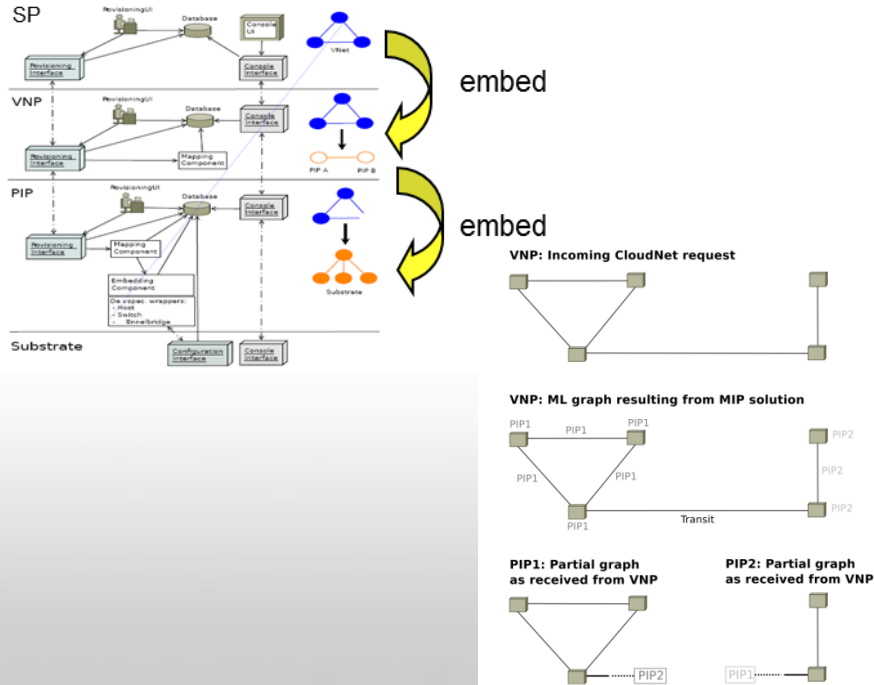 SP
ProvisioningUI
Database
Console
UI
VNet
Provisioning
Interface
Console
Interface
embed
VNP
ProvisioningUI
Database
Console
Interface
Provisioning
Interface
Mapping
Component
PIP A
PIP B
PIP
ProvisioningUI
Database
Console
Interface
embed
Provisioning
Interface
Mapping
Component
Embedding
Component
Substrate
wrappers:
- Host
- Switch
Substrate
Configuration
Interface
Console
Interface
VNP: Incoming CloudNet request
VNP: ML graph resulting from MIP solution
PIP1
PIP1
PIP1
PIP2
PIP1
PIP1
PIP2
PIP1
PIP2
Transit
PIP1: Partial graph
as received from VNP
PIP2
PIP2: Partial graph
as received from VNP
PIP1